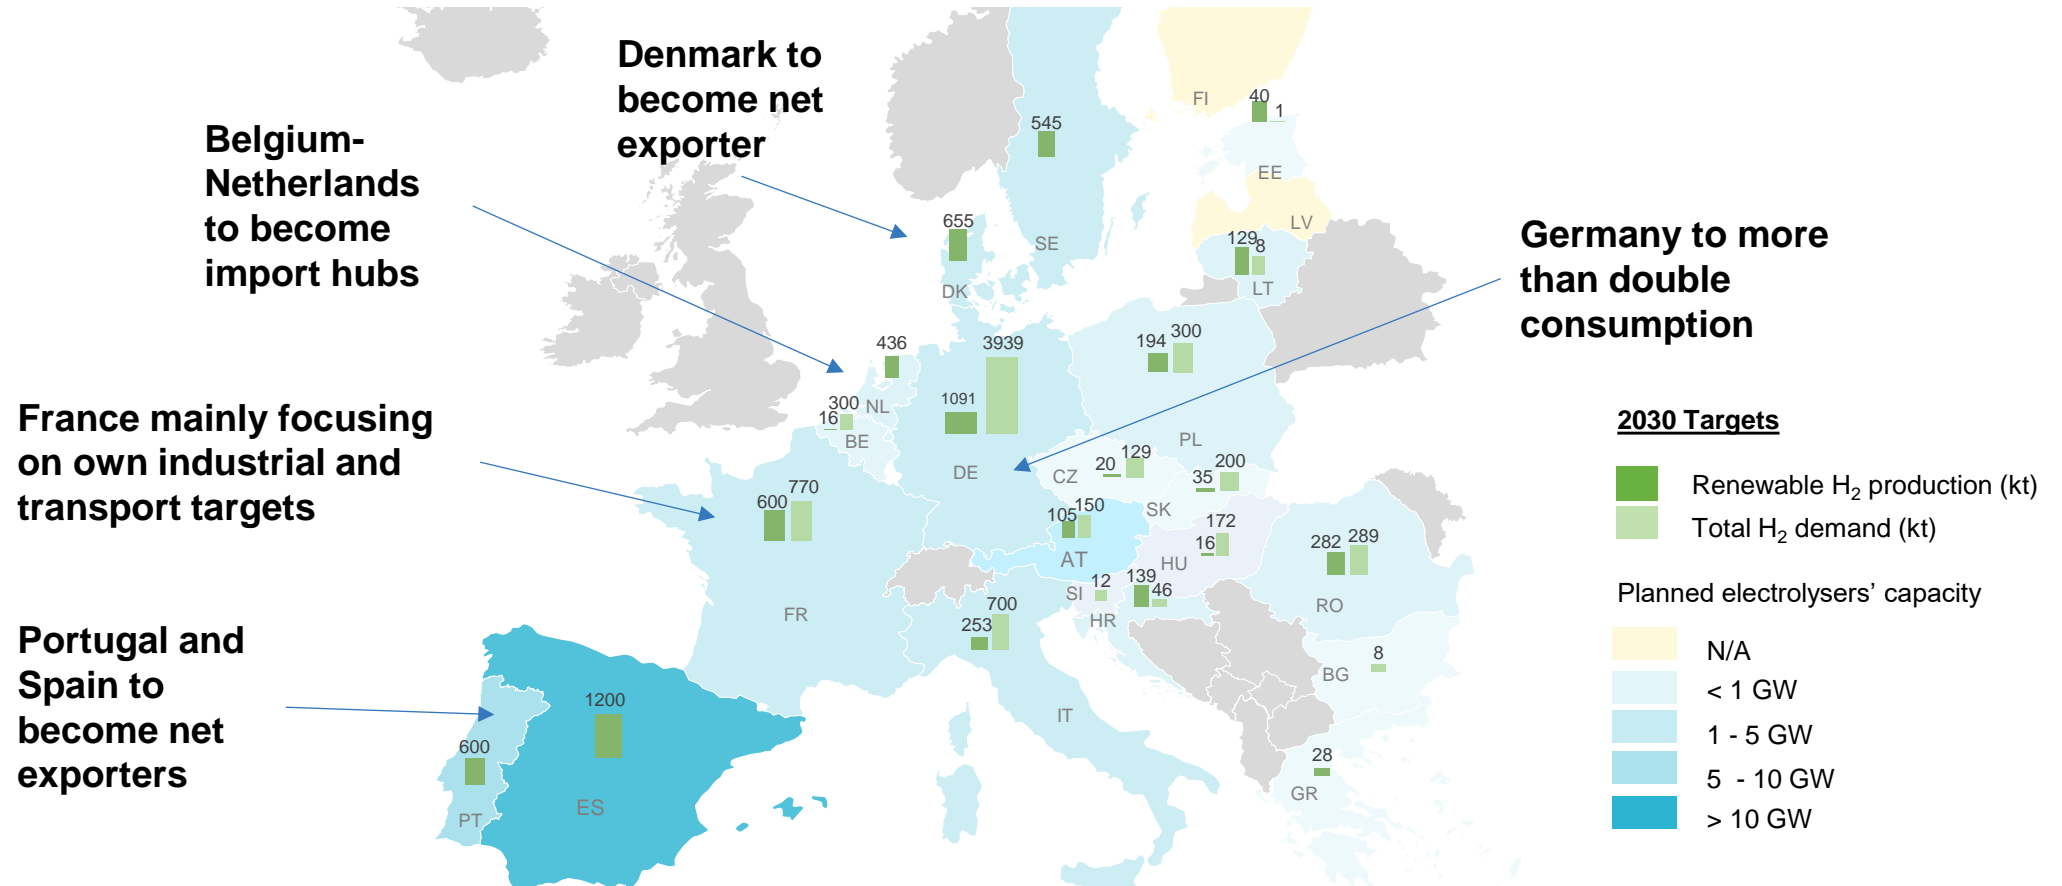 Denmark to
become net
exporter
Belgium-
Netherlands
to become
import hubs
France mainly focusing
on own industrial and
transport targets
Portugal and
Spain to
become net
exporters
Germany to more
than double
consumption
FI
40
1
EE
545
SE
LV
655
DK
129
8
LT
436
NL
3939
1091
DE
194
300
PL
300
16
BE
20
129
CZ
35
200
SK
600
770
FR
105
150
AT
172
16
HU
282
289
RO
12
SI
139
46
HR
700
253
IT
8
BG
28
GR
1200
ES
600
PT
2030 Targets
Renewable H₂ production (kt)
Total H₂ demand (kt)
Planned electrolysers’ capacity
N/A
< 1 GW
1 - 5 GW
5 - 10 GW
> 10 GW